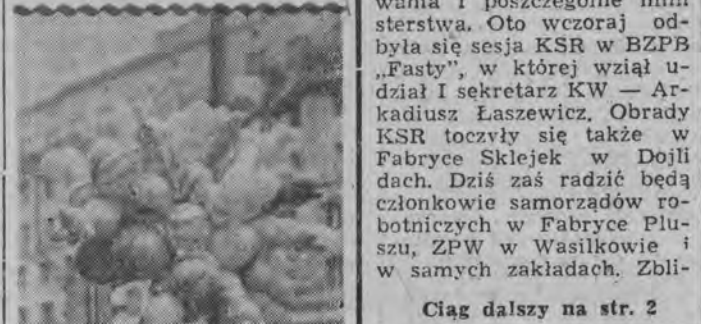 wania i poszczególne mini
sterstwa. Oto wczoraj od-
była się sesja KSR w BZPB
„Fasty”, w której wziął u-
dział I sekretarz KW — Ar-
kadiusz Łaszewicz. Obrady
KSR toczyły się także w
Fabryce Sklejek w Dojli
dach. Dziś zaś radzić będą
członkowie samorządów ro-
botniczych w Fabryce Plu-
szu, ZPW w Wasilkowie i
w samych zakładach. Zbli-
Ciąg dalszy na str. 2